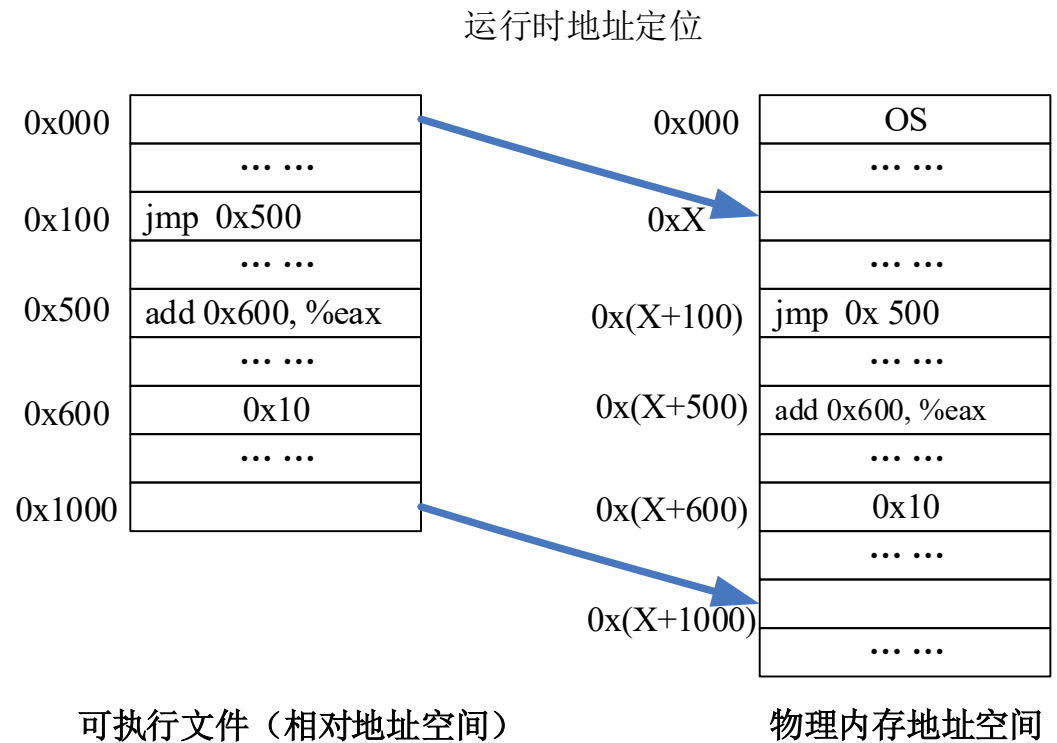 运行时地址定位
0x000
… …
0x100 jmp 0x500
… …
0x500 add 0x600, %eax
… …
0x600 0x10
… …
0x1000
可执行文件（相对地址空间）
0x000 OS
… …
0xX
… …
0x(X+100) jmp 0x 500
… …
0x(X+500) add 0x600, %eax
… …
0x(X+600) 0x10
… …
0x(X+1000)
… …
物理内存地址空间